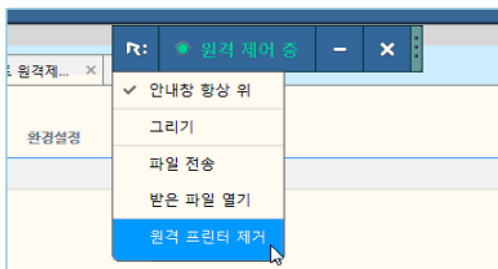 R: 원격 제어 중
원격제...
안내창 항상 위
그리기
환경설정
파일 전송
받은 파일 열기
원격 프린터 제거